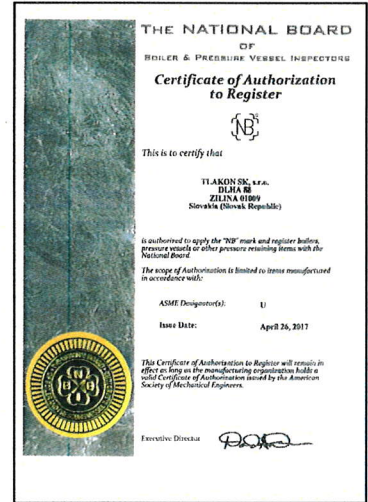 THE NATIONAL BOARD
OF
BOILER & PRESSURE VESSEL INSPECTORS
Certificate of Authorization
to Register
NB
This is to certify that
TLAKON SK, s.r.o.
DLHA 88
ZILINA 01009
Slovakia (Slovak Republic)
is authorized to apply the "NB" mark and register boilers,
pressure vessels or other pressure retaining items with the
National Board.
The scope of Authorization is limited to items manufactured
in accordance with:
ASME Designator(s): U
Issue Date: April 26, 2017
This Certificate of Authorization to Register will remain in
effect as long as the manufacturing organization holds a
valid Certificate of Authorization issued by the American
Society of Mechanical Engineers.
Executive Director